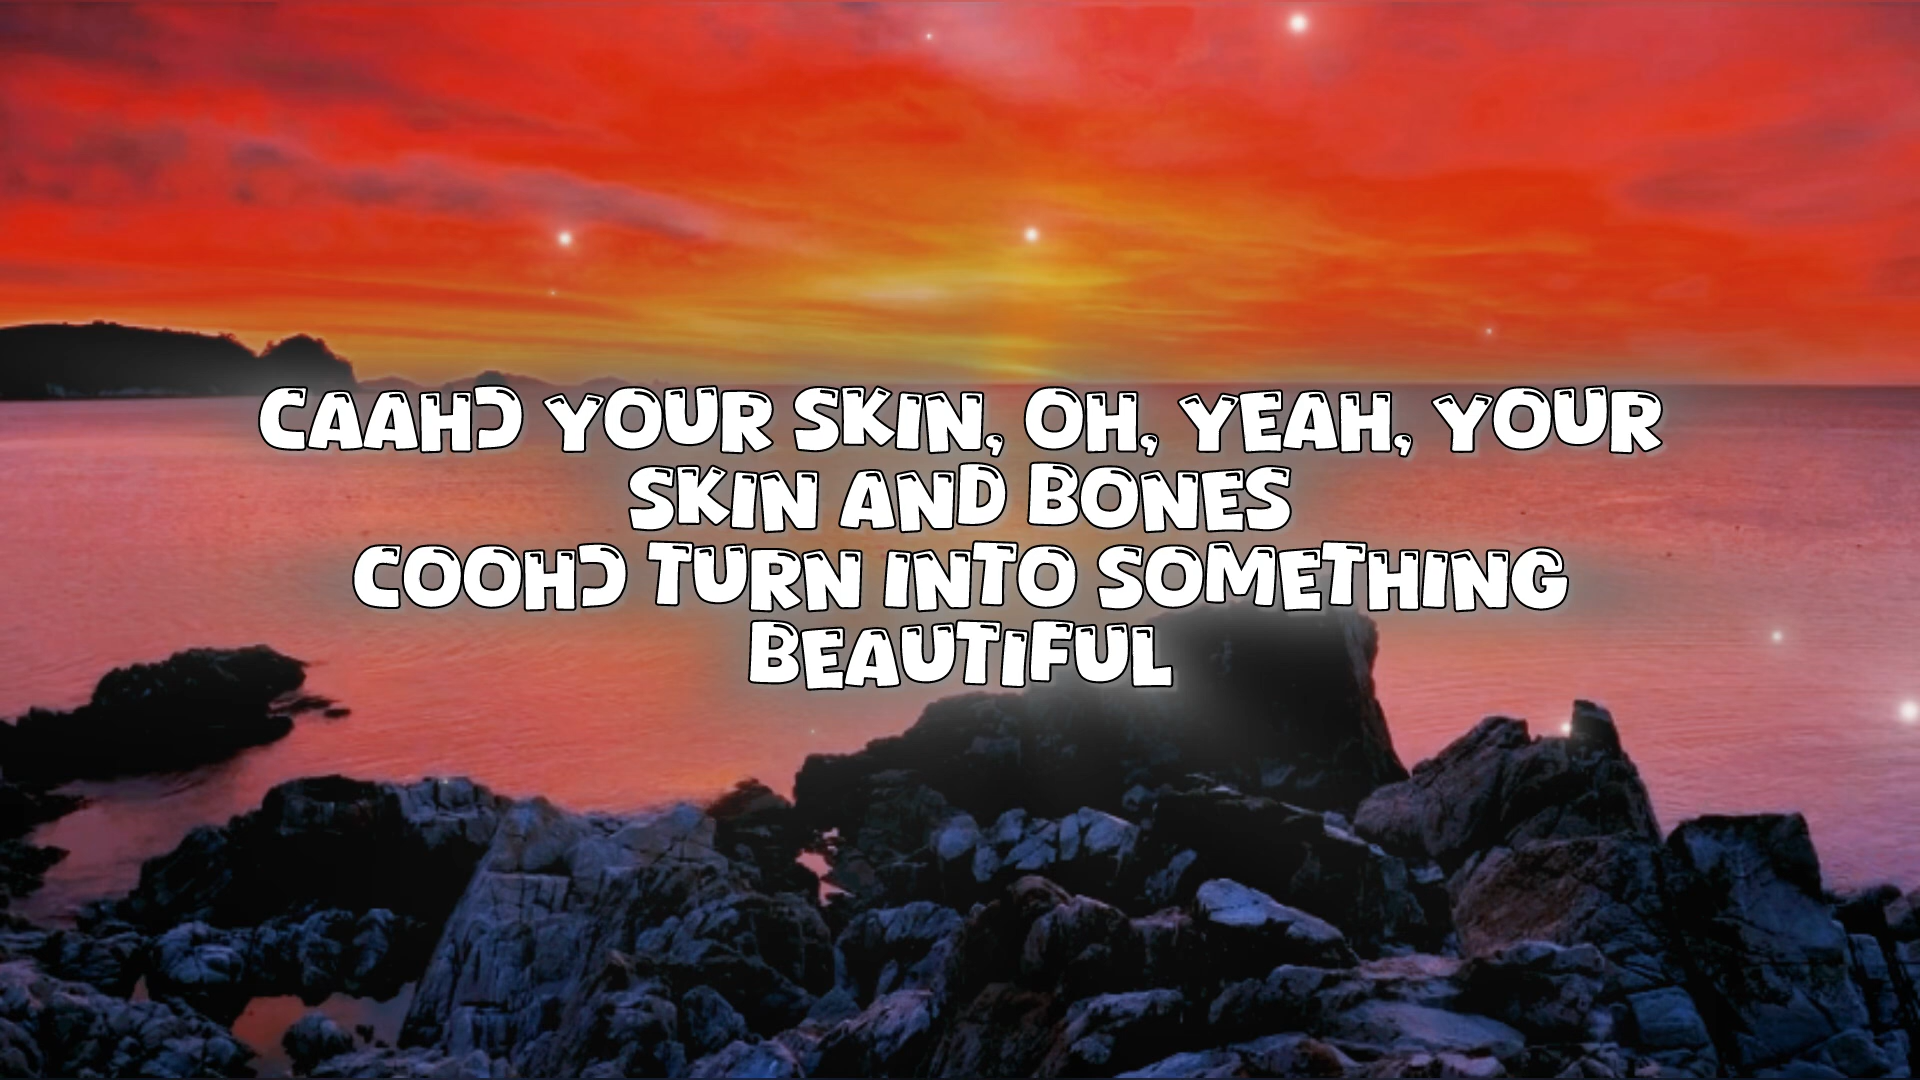 (AAH) YOUR SKIN, OH, YEAH, YOUR
SKIN AND BONES
(OOH) TURN INTO SOMETHING
BEAUTIFUL